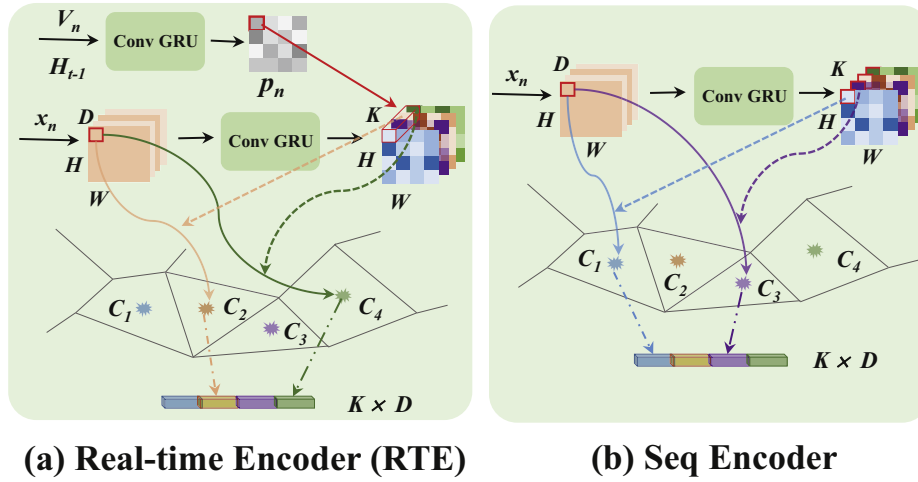 V_n
H_{t-1}
Conv GRU
p_n
x_n
D
H
W
Conv GRU
K
H
W
C_1
C_2
C_3
C_4
K × D
(a) Real-time Encoder (RTE)
x_n
D
H
W
Conv GRU
K
H
W
C_1
C_2
C_3
C_4
K × D
(b) Seq Encoder